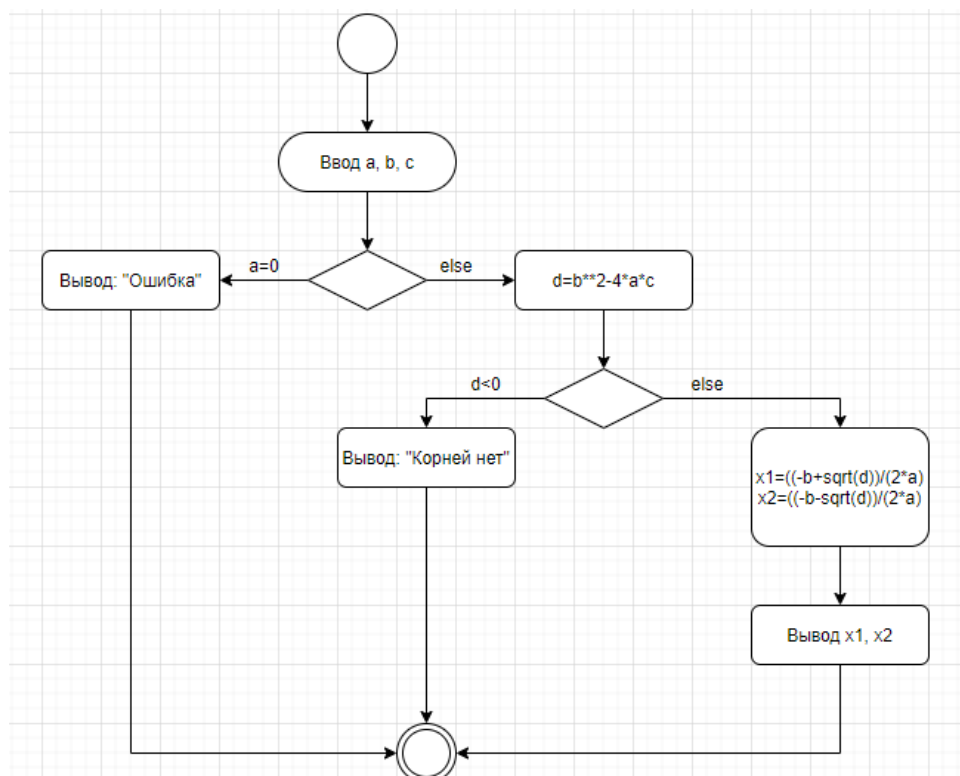 Ввод a, b, c
a=0
else
Вывод: "Ошибка"
d=b**2-4*a*c
d<0
else
Вывод: "Корней нет"
x1=((-b+sqrt(d))/(2*a)
x2=((-b-sqrt(d))/(2*a)
Вывод x1, x2